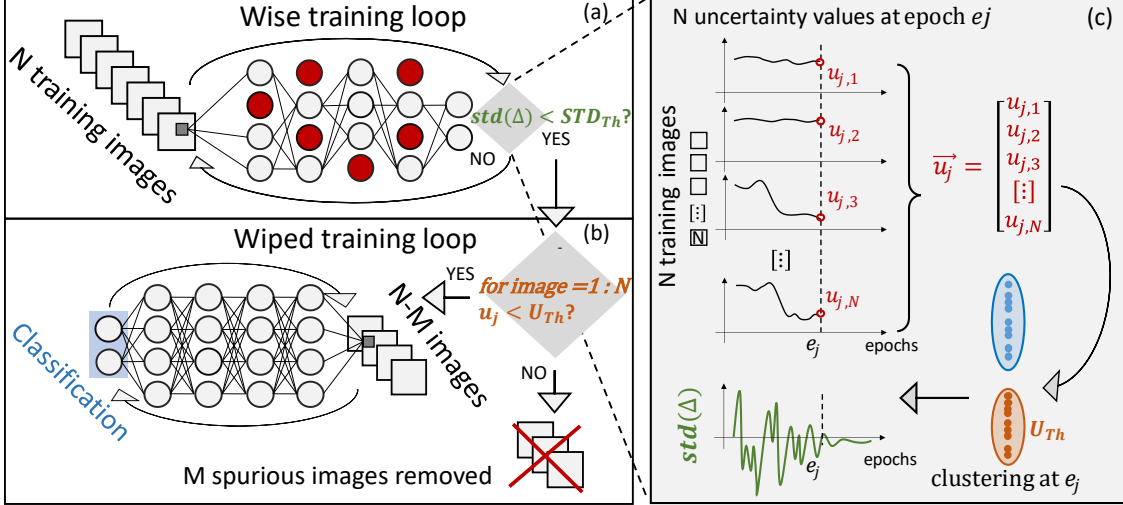 Wise training loop
(a)
N training images
std(Δ) < STD_Th?
YES
NO
Wiped training loop
(b)
YES
for image =1 : N
u_j < U_Th?
N-M images
Classification
NO
M spurious images removed
N uncertainty values at epoch e_j
(c)
N training images
[⋮]
N
u_j,1
u_j,2
u_j,3
[⋮]
u_j,N
e_j
epochs
u_j→ =
u_j,1
u_j,2
u_j,3
[⋮]
u_j,N
U_Th
clustering at e_j
std(Δ)
e_j
epochs